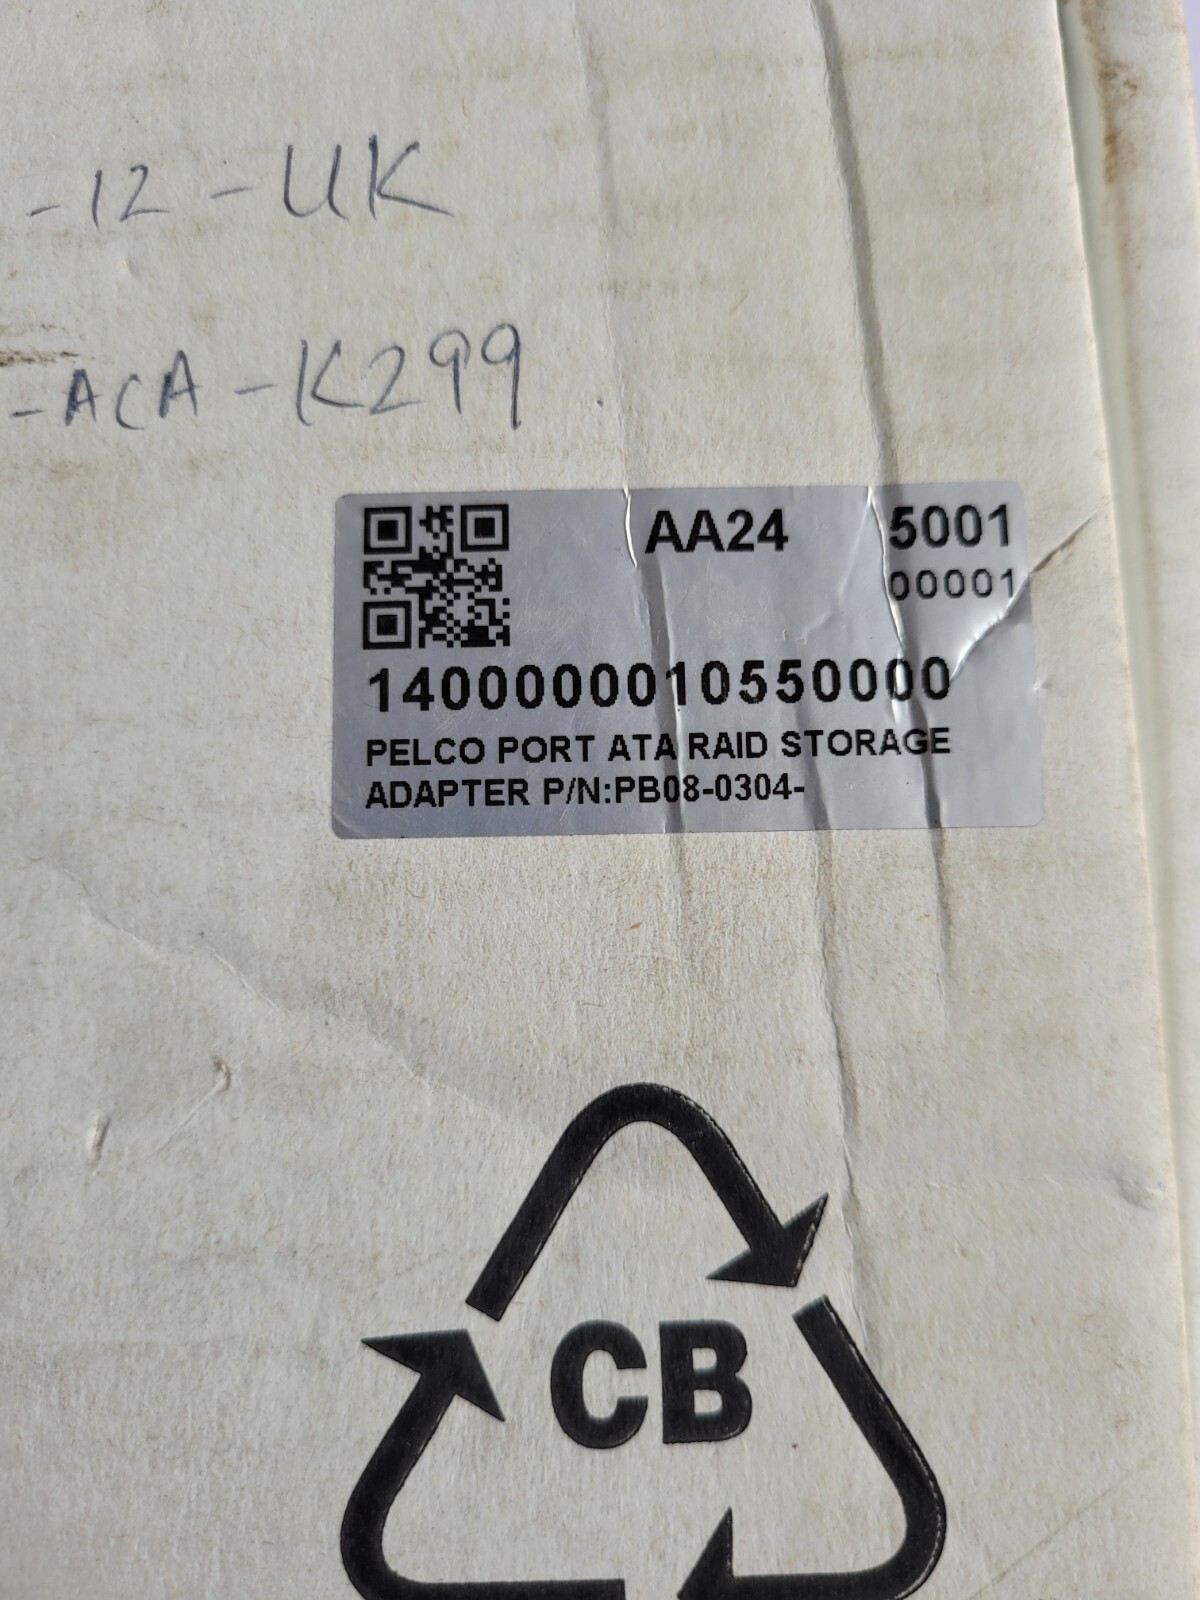 -12-UK
-ACA-K299
AA24 5001
00001
1400000010550000
PELCO PORT ATA RAID STORAGE
ADAPTER P/N:PB08-0304-
CB